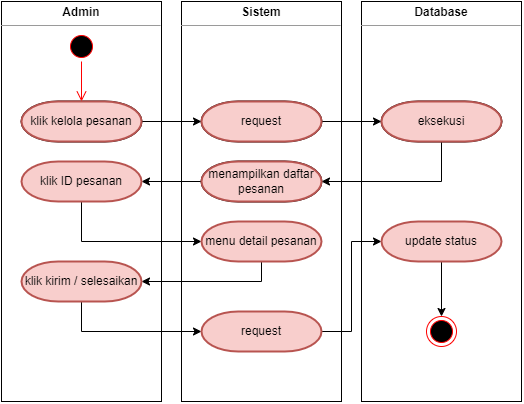 Admin
Sistem
Database
klik kelola pesanan
request
eksekusi
klik ID pesanan
menampilkan daftar
pesanan
menu detail pesanan
update status
klik kirim / selesaikan
request